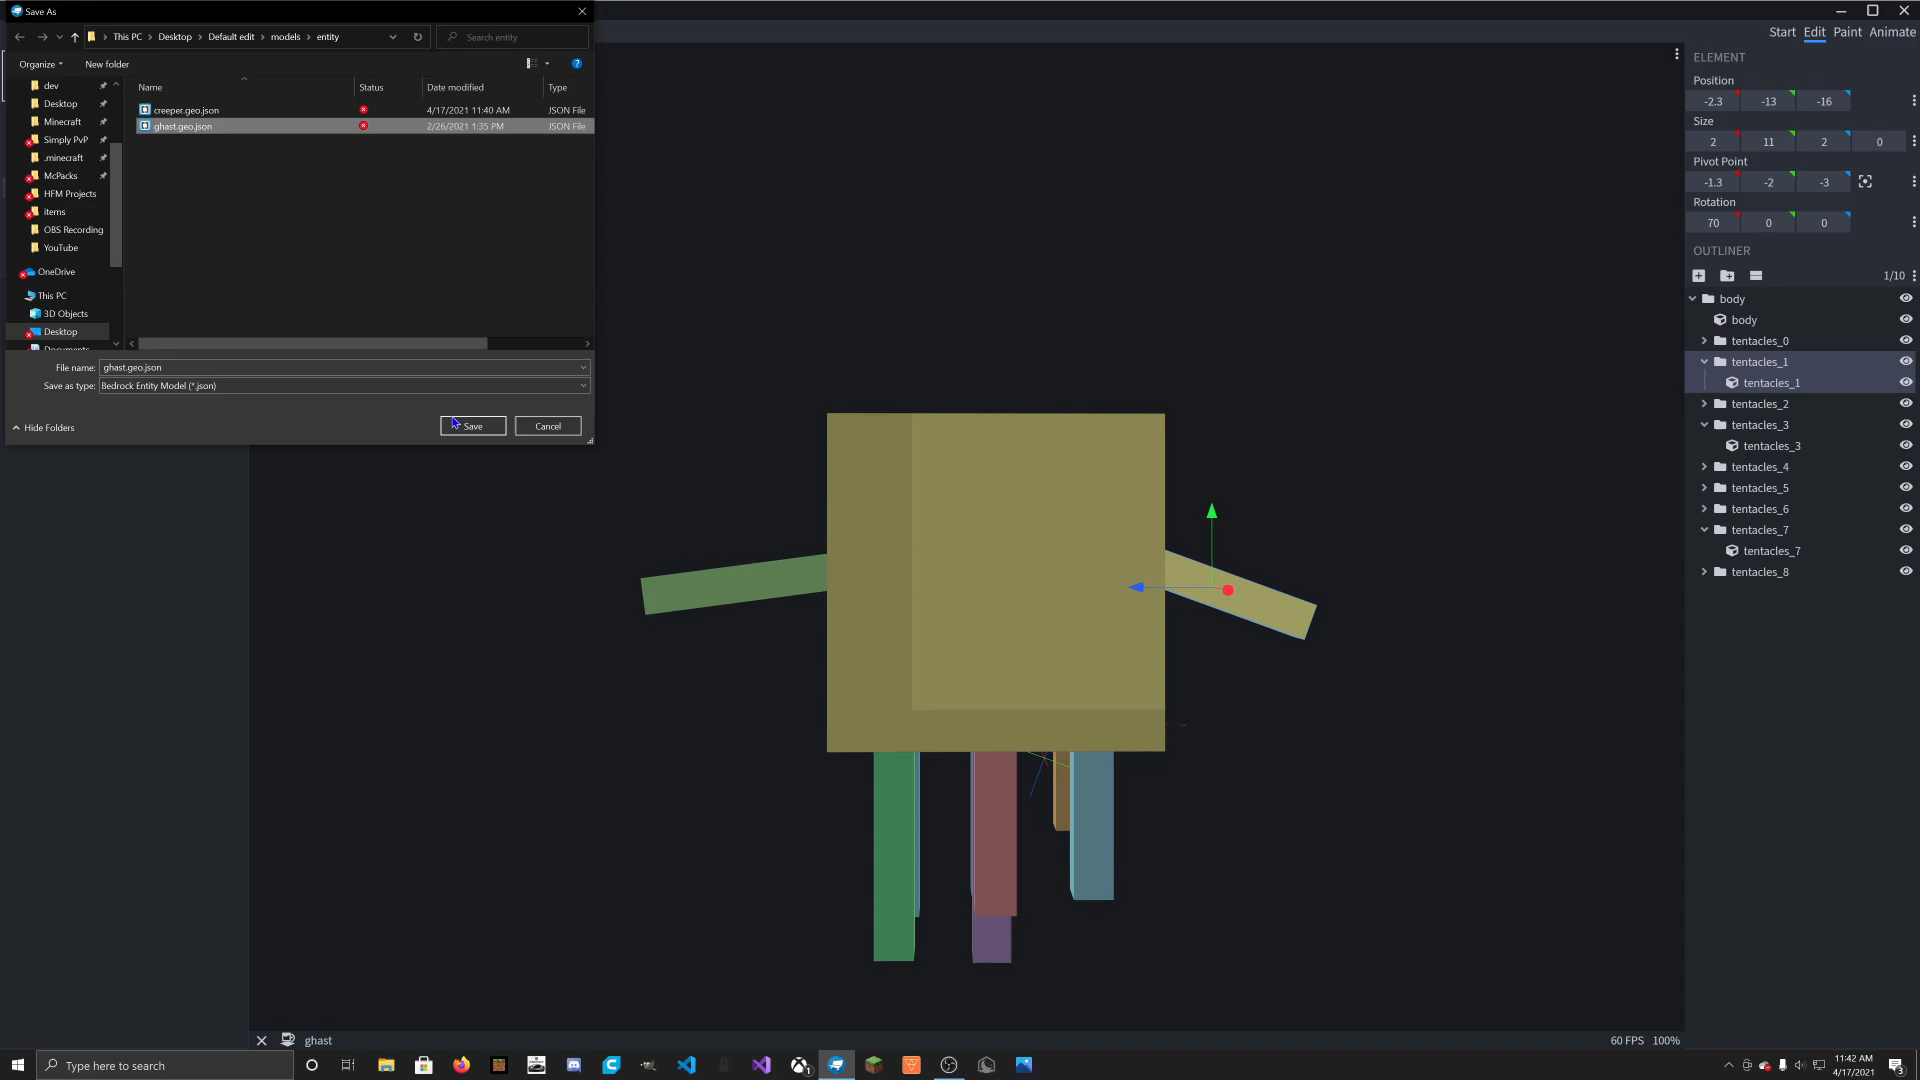 Save As
This PC
Desktop
Default edit
models
entity
Search entity
Organize
New folder
Name
Status
Date modified
Type
dev
Desktop
Minecraft
Simply PvP
.minecraft
McPacks
HFM Projects
items
OBS Recording
YouTube
OneDrive
This PC
3D Objects
Desktop
Documents
creeper.geo.json
4/17/2021 11:40 AM
JSON File
ghast.geo.json
2/26/2021 1:35 PM
JSON File
File name:
ghast.geo.json
Save as type:
Bedrock Entity Model (*.json)
Hide Folders
Save
Cancel
Start
Edit
Paint
Animate
ELEMENT
Position
-2.3
-13
-16
Size
2
11
2
0
Pivot Point
-1.3
-2
-3
Rotation
70
0
0
OUTLINER
1/10
body
body
tentacles_0
tentacles_1
tentacles_1
tentacles_2
tentacles_3
tentacles_3
tentacles_4
tentacles_5
tentacles_6
tentacles_7
tentacles_7
tentacles_8
ghast
60 FPS
100%
Type here to search
11:42 AM
4/17/2021